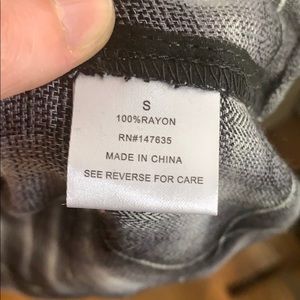 S
100%RAYON
RN#147635
MADE IN CHINA
SEE REVERSE FOR CARE